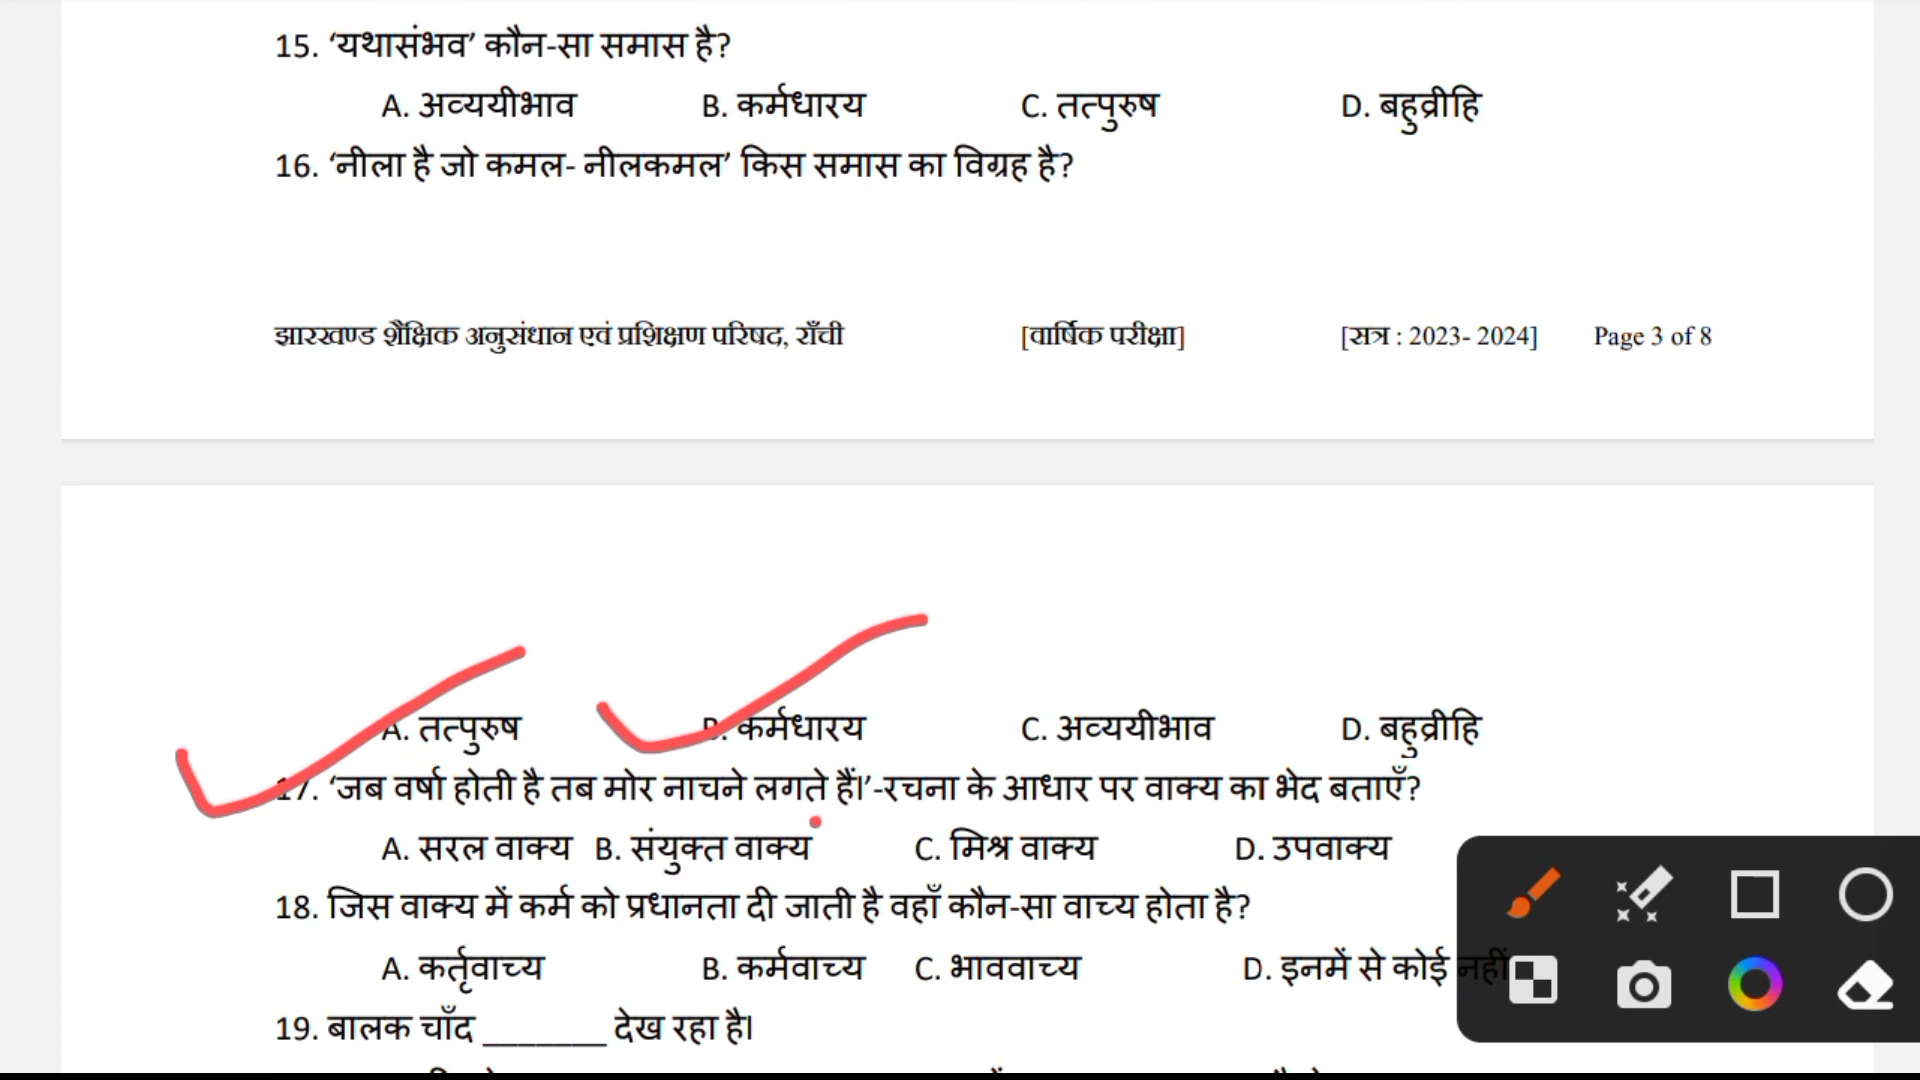 15. ‘यथासंभव’ कौन-सा समास है?
A. अव्ययीभाव B. कर्मधारय C. तत्पुरुष D. बहुव्रीहि
16. ‘नीला है जो कमल- नीलकमल’ किस समास का विग्रह है?
झारखण्ड शैक्षिक अनुसंधान एवं प्रशिक्षण परिषद, राँची [वार्षिक परीक्षा] [सत्र : 2023- 2024] Page 3 of 8
A. तत्पुरुष B. कर्मधारय C. अव्ययीभाव D. बहुव्रीहि
17. ‘जब वर्षा होती है तब मोर नाचने लगते हैं।’-रचना के आधार पर वाक्य का भेद बताएँ?
A. सरल वाक्य B. संयुक्त वाक्य C. मिश्र वाक्य D. उपवाक्य
18. जिस वाक्य में कर्म को प्रधानता दी जाती है वहाँ कौन-सा वाच्य होता है?
A. कर्तृवाच्य B. कर्मवाच्य C. भाववाच्य D. इनमें से कोई नहीं
19. बालक चाँद _______ देख रहा है।